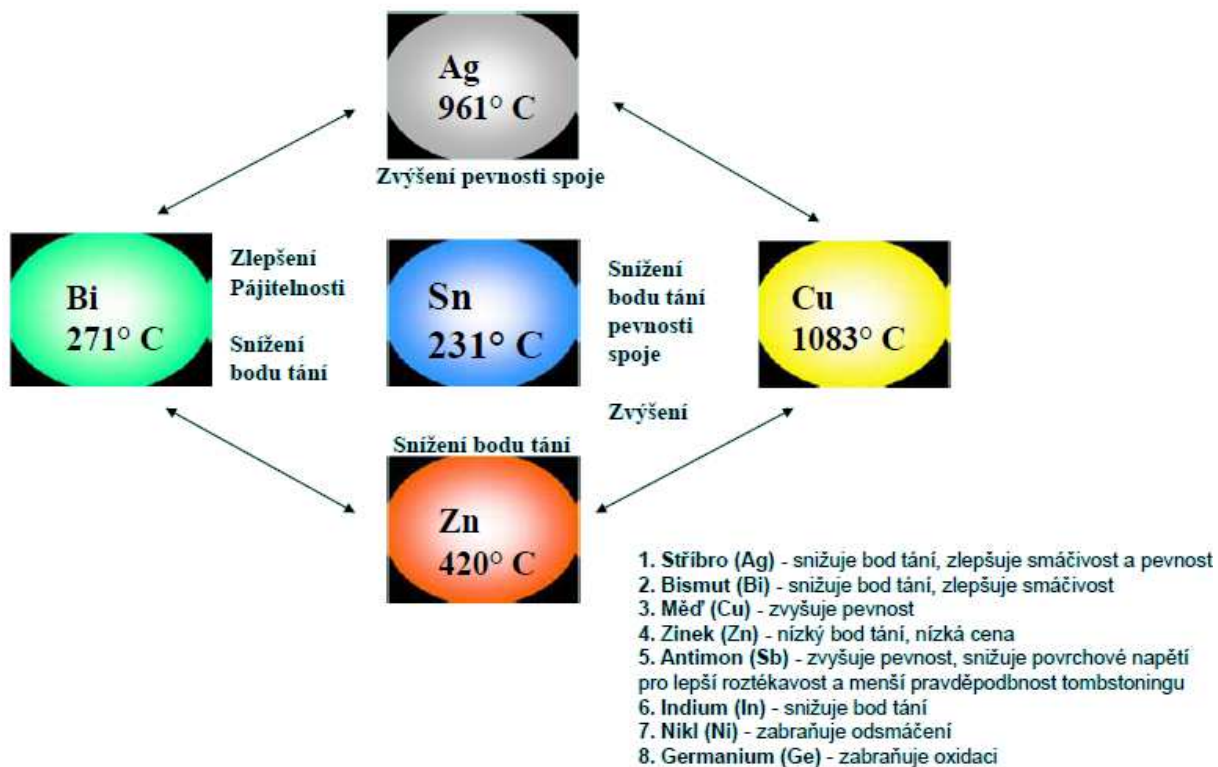 Ag
961° C
Zvýšení pevnosti spoje
Bi
271° C
Zlepšení
Pájitelnosti
Snížení
bodu tání
Sn
231° C
Snížení
bodu tání
pevnosti
spoje
Zvýšení
Cu
1083° C
Snížení bodu tání
Zn
420° C
1. Stříbro (Ag) - snižuje bod tání, zlepšuje smáčivost a pevnost
2. Bismut (Bi) - snižuje bod tání, zlepšuje smáčivost
3. Měď (Cu) - zvyšuje pevnost
4. Zinek (Zn) - nízký bod tání, nízká cena
5. Antimon (Sb) - zvyšuje pevnost, snižuje povrchové napětí
pro lepší roztékavost a menší pravděpodbnost tombstoningu
6. Indium (In) - snižuje bod tání
7. Nikl (Ni) - zabraňuje odsmáčení
8. Germanium (Ge) - zabraňuje oxidaci